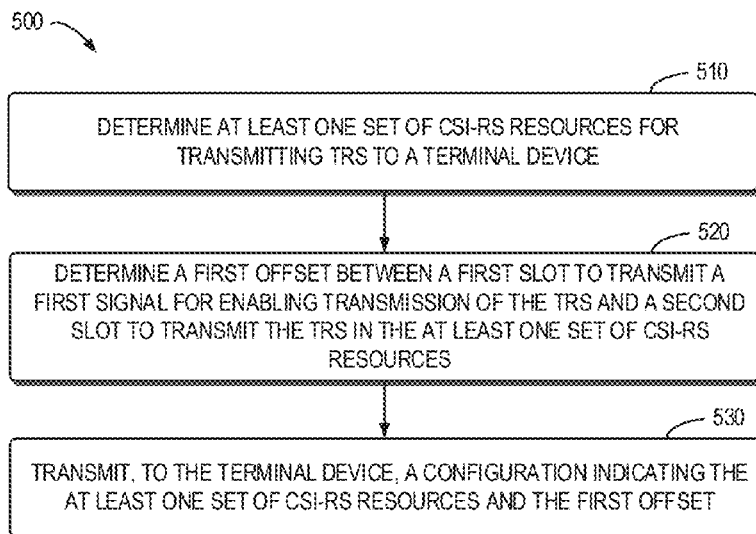 500
510
DETERMINE AT LEAST ONE SET OF CSI-RS RESOURCES FOR
TRANSMITTING TRS TO A TERMINAL DEVICE
520
DETERMINE A FIRST OFFSET BETWEEN A FIRST SLOT TO TRANSMIT A
FIRST SIGNAL FOR ENABLING TRANSMISSION OF THE TRS AND A SECOND
SLOT TO TRANSMIT THE TRS IN THE AT LEAST ONE SET OF CSI-RS
RESOURCES
530
TRANSMIT, TO THE TERMINAL DEVICE, A CONFIGURATION INDICATING THE
AT LEAST ONE SET OF CSI-RS RESOURCES AND THE FIRST OFFSET